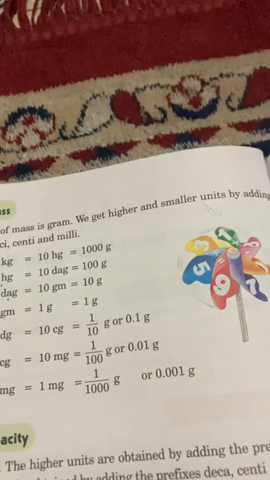 ss
of mass is gram. We get higher and smaller units by adding
ci, centi and milli.
kg = 10 hg = 1000 g
hg = 10 dag = 100 g
dag = 10 gm = 10 g
gm = 1 g = 1 g
dg = 10 cg = 1/10 g or 0.1 g
cg = 10 mg = 1/100 g or 0.01 g
mg = 1 mg = 1/1000 g or 0.001 g
acity
. The higher units are obtained by adding the pre
by adding the prefixes deca, centi